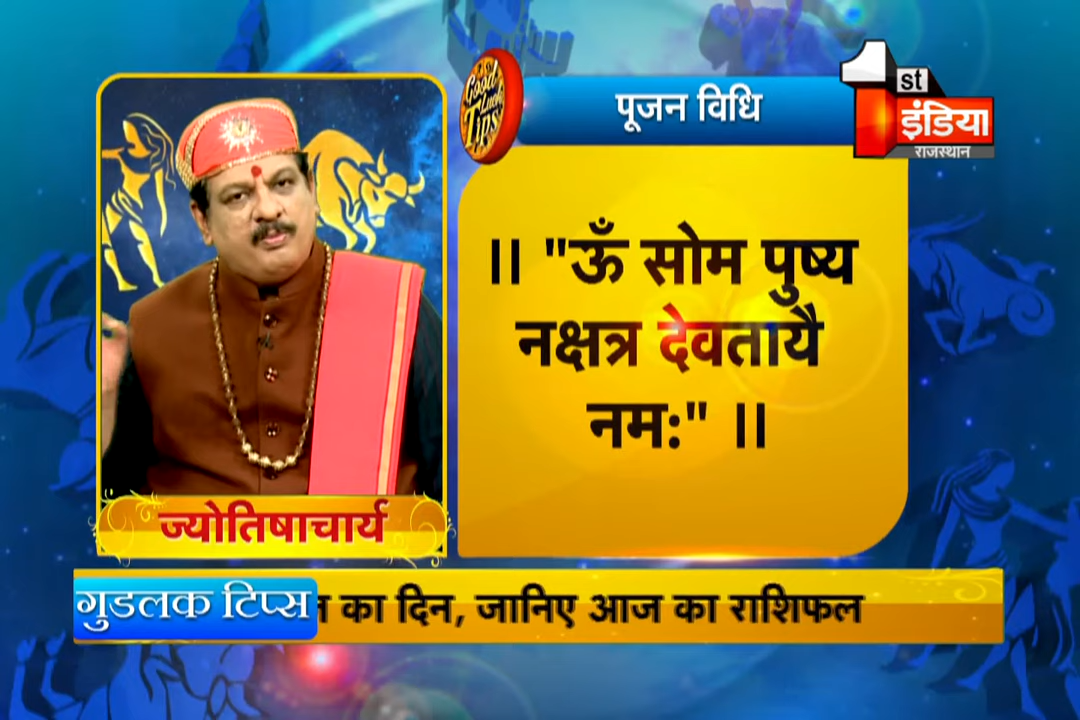 Good
Luck
Tips
पूजन विधि
1st
इंडिया
राजस्थान
॥ "ऊँ सोम पुष्य
नक्षत्र देवतायै
नम:" ॥
ज्योतिषाचार्य
गुडलक टिप्स
का दिन, जानिए आज का राशिफल